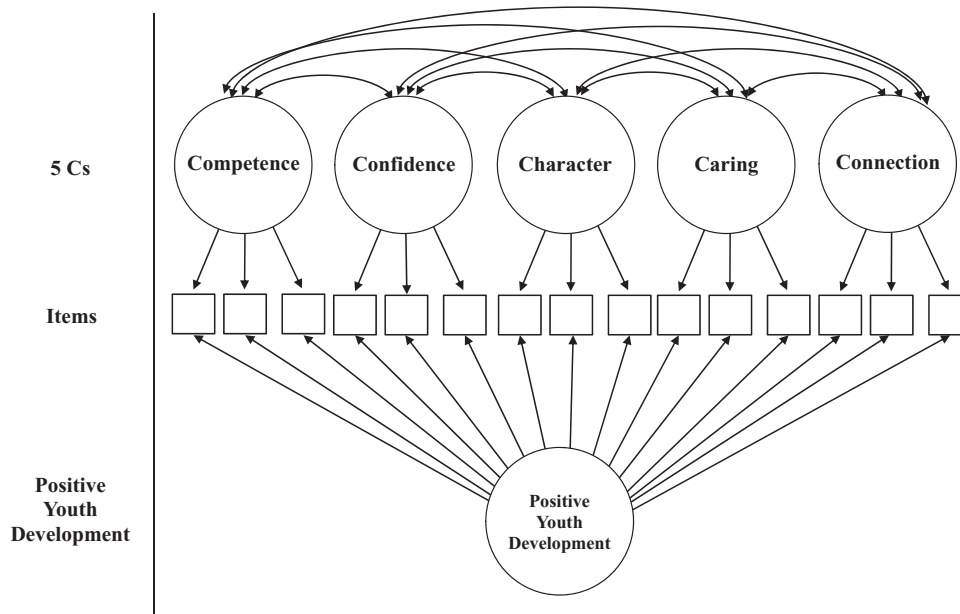 5 Cs
Competence
Confidence
Character
Caring
Connection
Items
Positive
Youth
Development
Positive
Youth
Development